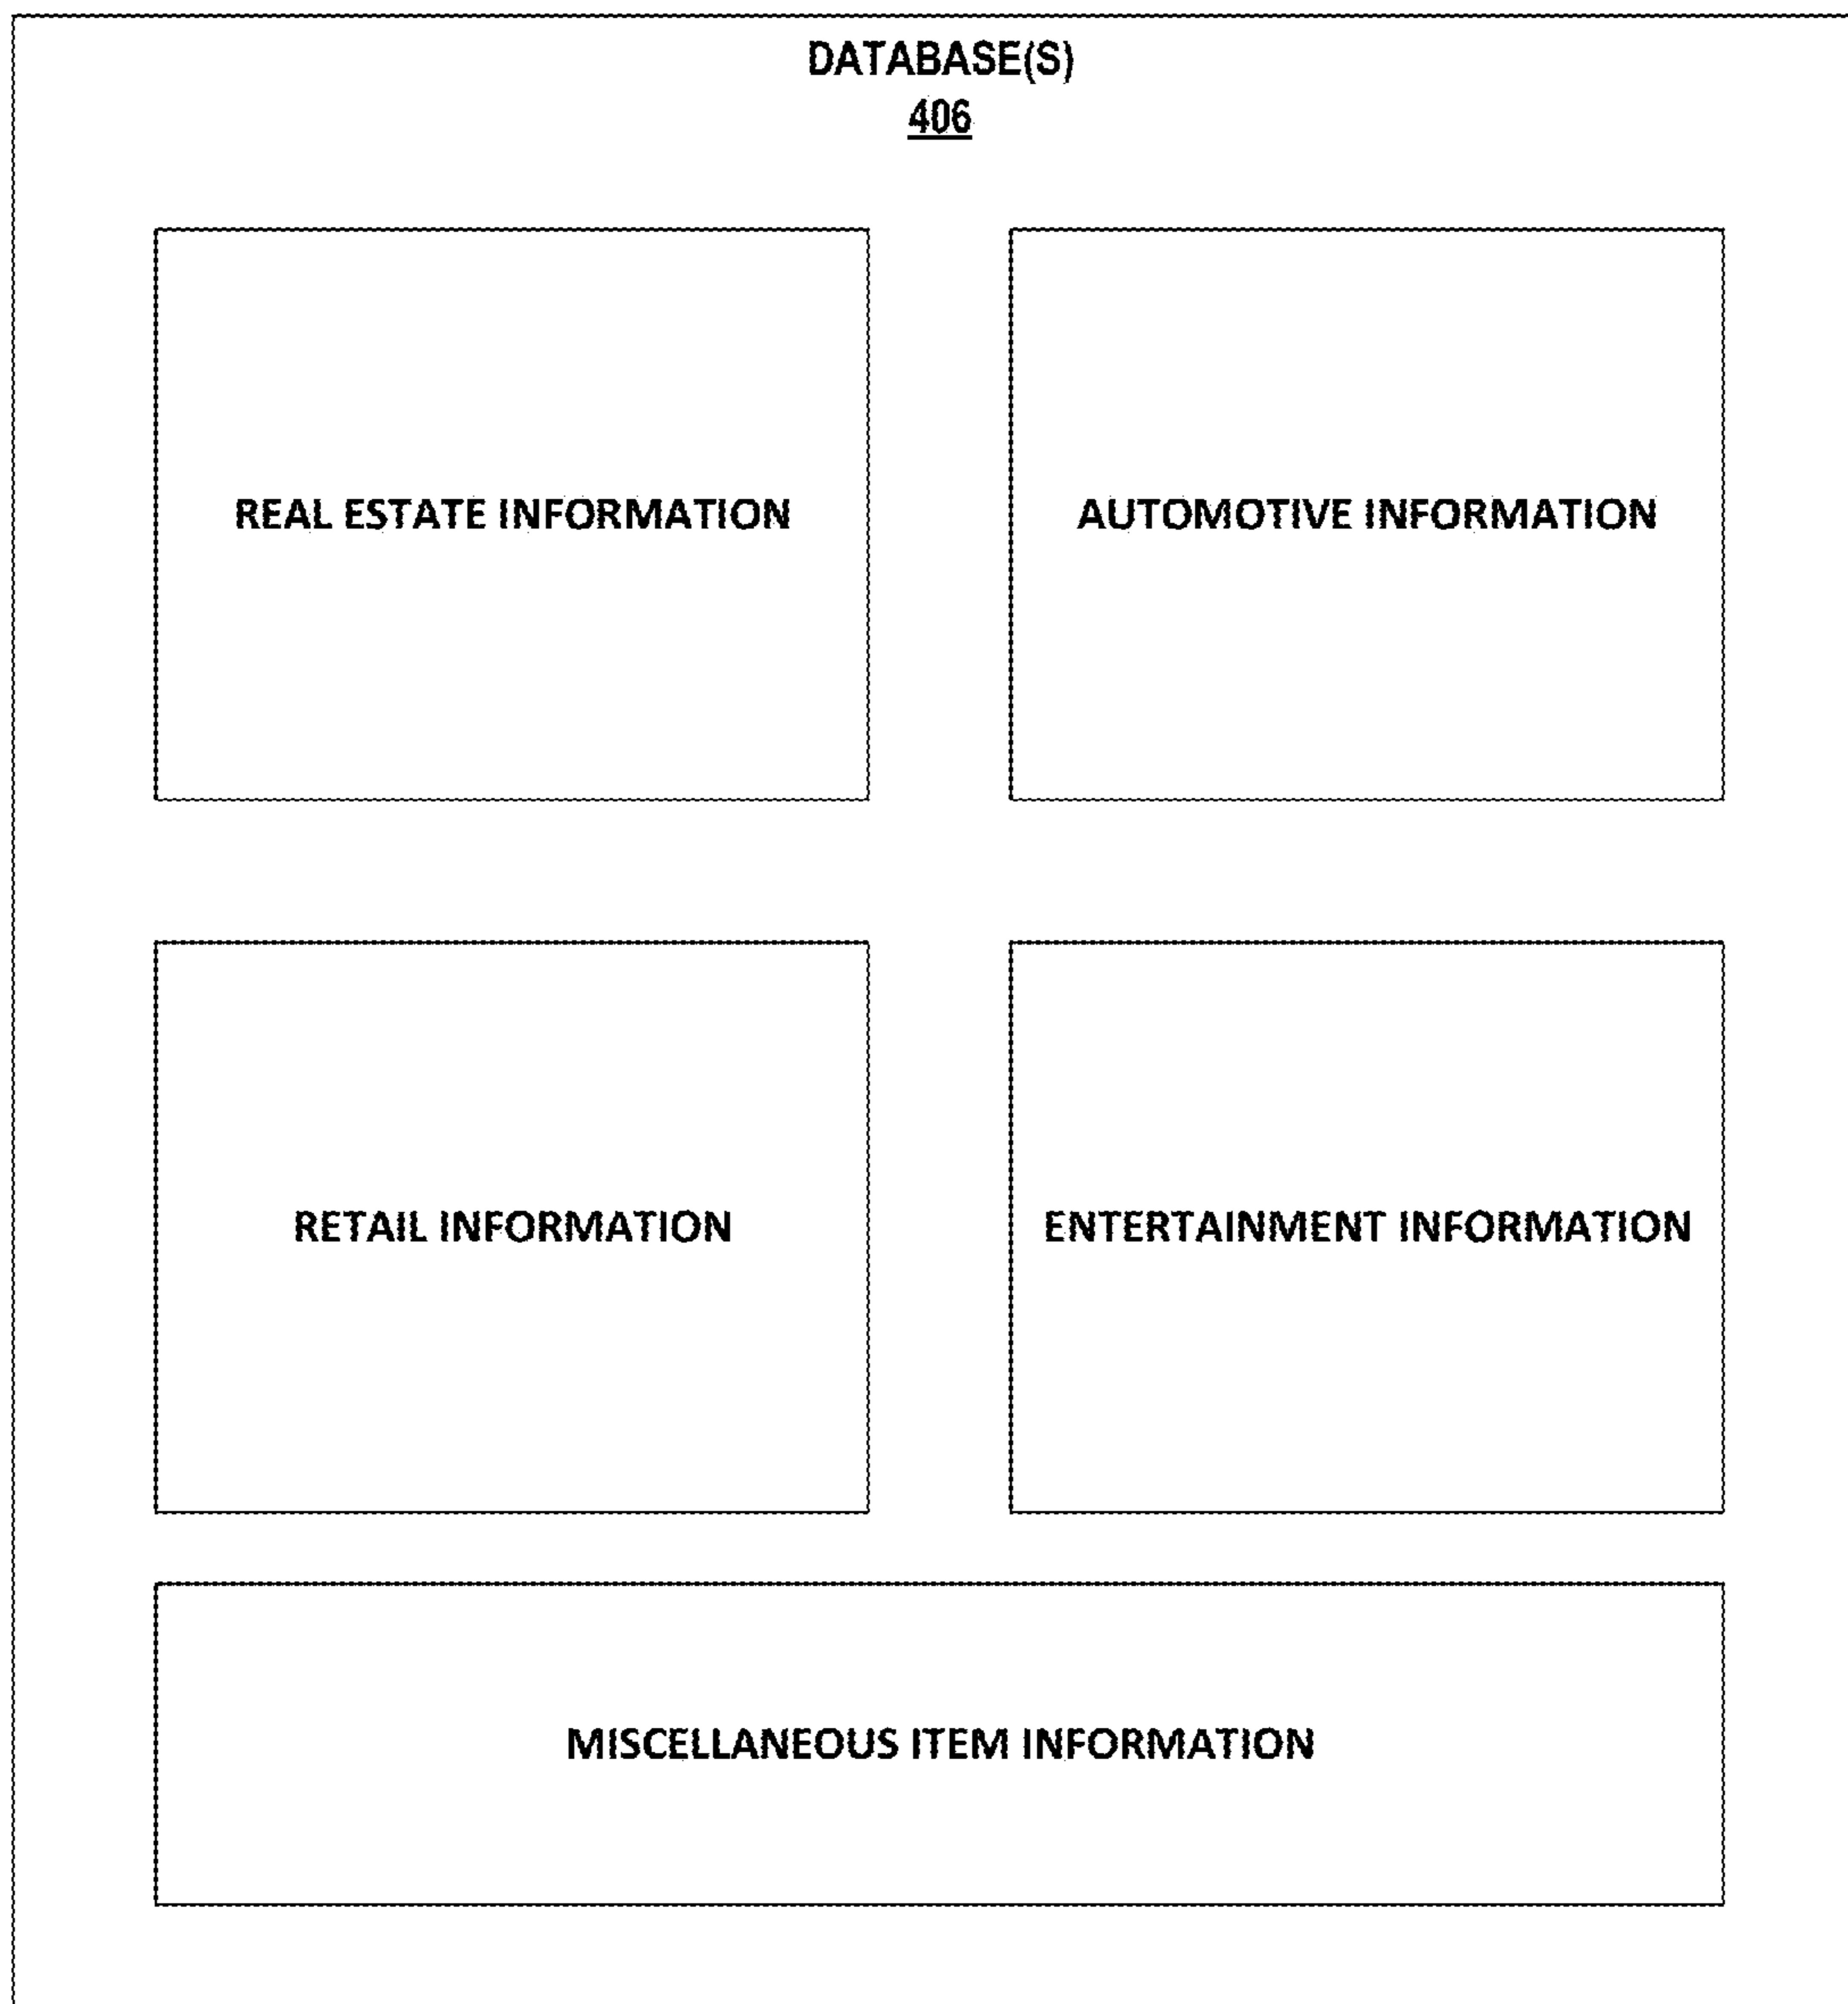 DATABASE(S)
406
REAL ESTATE INFORMATION
AUTOMOTIVE INFORMATION
RETAIL INFORMATION
ENTERTAINMENT INFORMATION
MISCELLANEOUS ITEM INFORMATION